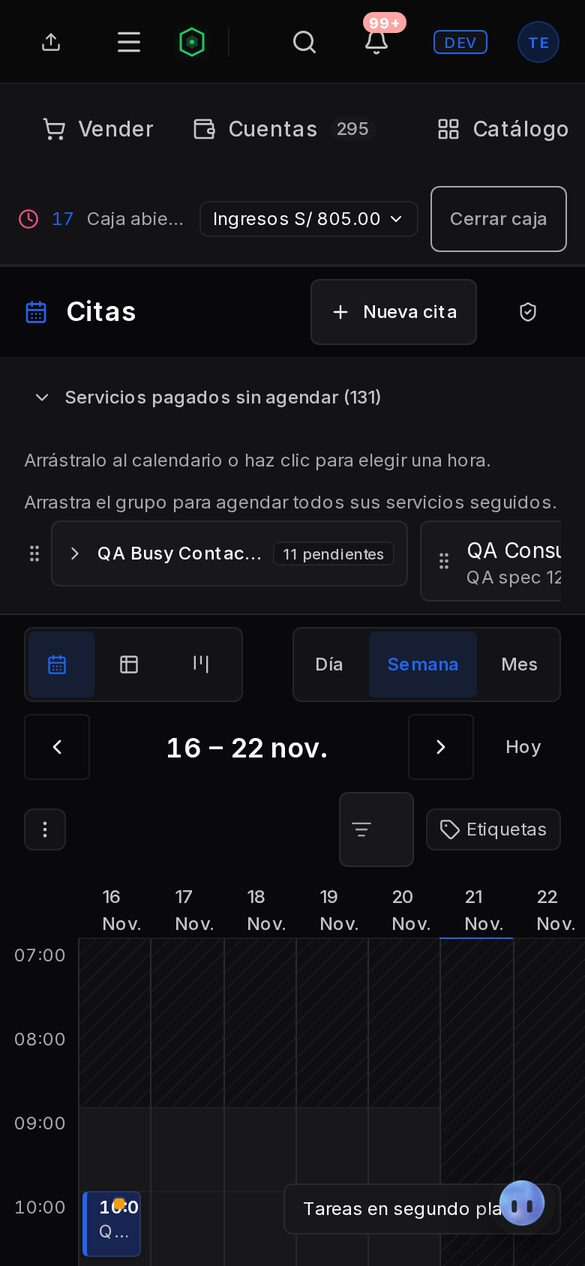 99+
DEV
TE
Vender
Cuentas 295
Catálogo
17 Caja abie...
Ingresos S/ 805.00
Cerrar caja
Citas
Nueva cita
Servicios pagados sin agendar (131)
Arrástralo al calendario o haz clic para elegir una hora.
Arrastra el grupo para agendar todos sus servicios seguidos.
QA Busy Contac... 11 pendientes
QA Consu
QA spec 12
Día
Semana
Mes
16 – 22 nov.
Hoy
Etiquetas
16 Nov.
17 Nov.
18 Nov.
19 Nov.
20 Nov.
21 Nov.
22 Nov.
07:00
08:00
09:00
10:00
Q...
Tareas en segundo